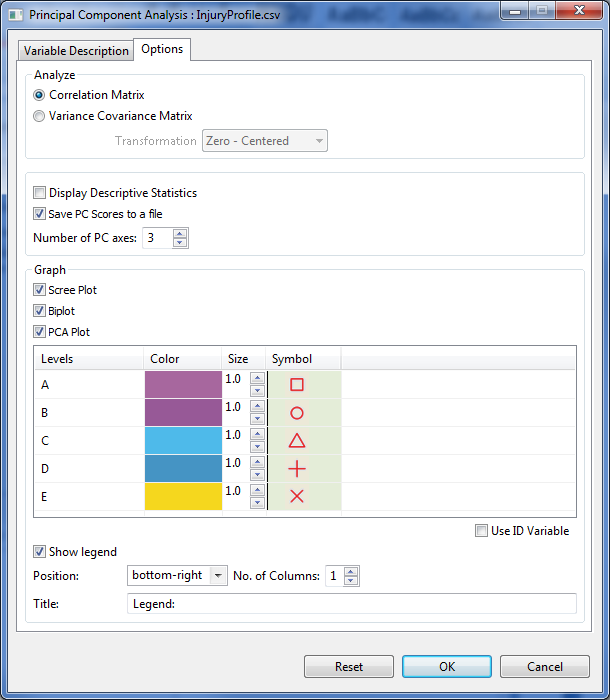 Principal Component Analysis : InjuryProfile.csv
Variable Description Options
Analyze
Correlation Matrix
Variance Covariance Matrix
Transformation Zero - Centered
Display Descriptive Statistics
Save PC Scores to a file
Number of PC axes: 3
Graph
Scree Plot
Biplot
PCA Plot
Levels Color Size Symbol
A 1.0
B 1.0
C 1.0
D 1.0
E 1.0
Use ID Variable
Show legend
Position: bottom-right No. of Columns: 1
Title: Legend:
Reset OK Cancel